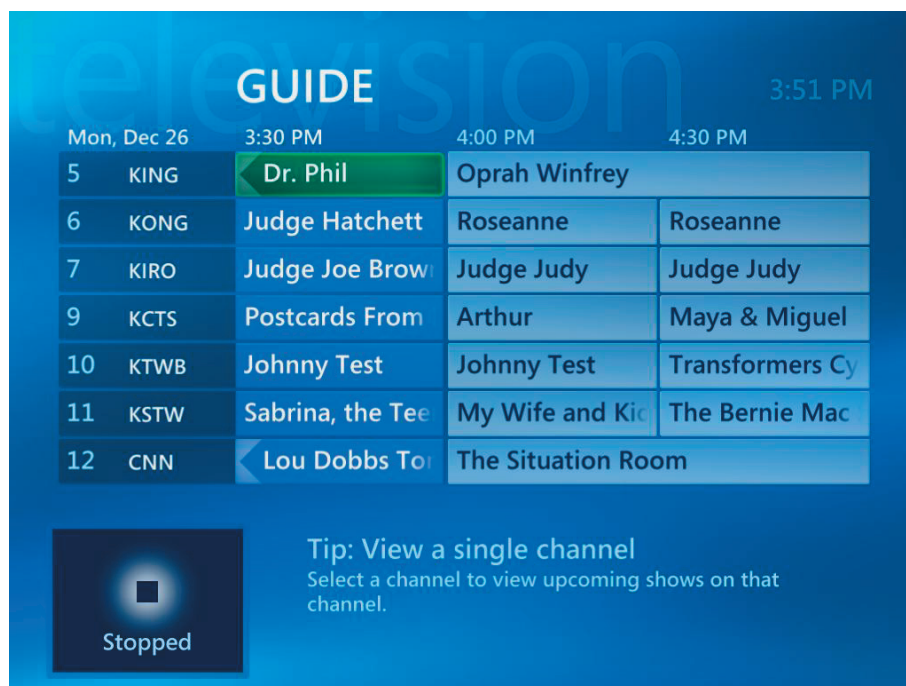 television
GUIDE
3:51 PM
Mon, Dec 26 3:30 PM 4:00 PM 4:30 PM
5 KING Dr. Phil Oprah Winfrey
6 KONG Judge Hatchett Roseanne Roseanne
7 KIRO Judge Joe Brow Judge Judy Judge Judy
9 KCTS Postcards From Arthur Maya & Miguel
10 KTWB Johnny Test Johnny Test Transformers Cy
11 KSTW Sabrina, the Tee My Wife and Kic The Bernie Mac
12 CNN Lou Dobbs To The Situation Room
Tip: View a single channel
Select a channel to view upcoming shows on that
channel.
Stopped